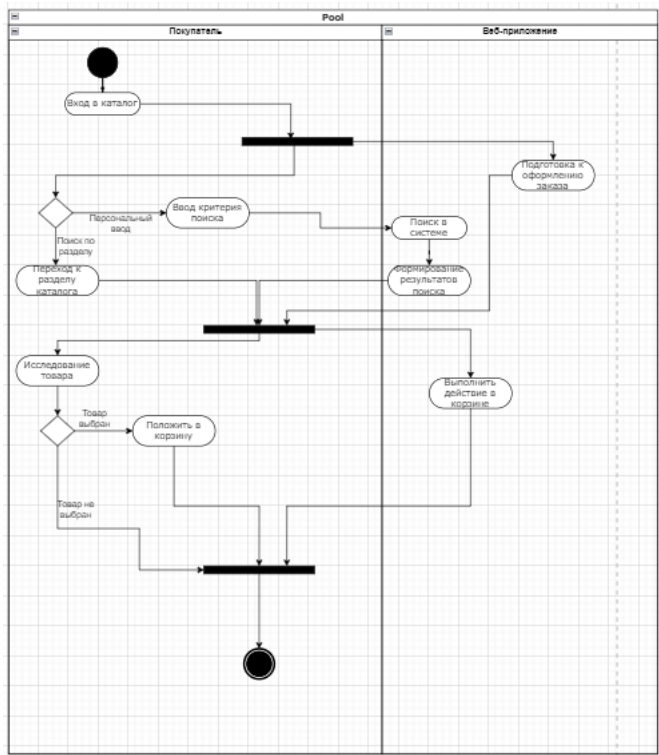 Pool
Покупатель
Веб-приложение
Вход в каталог
Подготовка к
оформлению
заказа
Персональный
ввод
Ввод критерия
поиска
Поиск в
системе
Поиск по
разделу
Переход к
разделу
каталога
Формирование
результатов
поиска
Исследование
товара
Выполнить
действие в
корзине
Товар
выбран
Положить в
корзину
Товар не
выбран